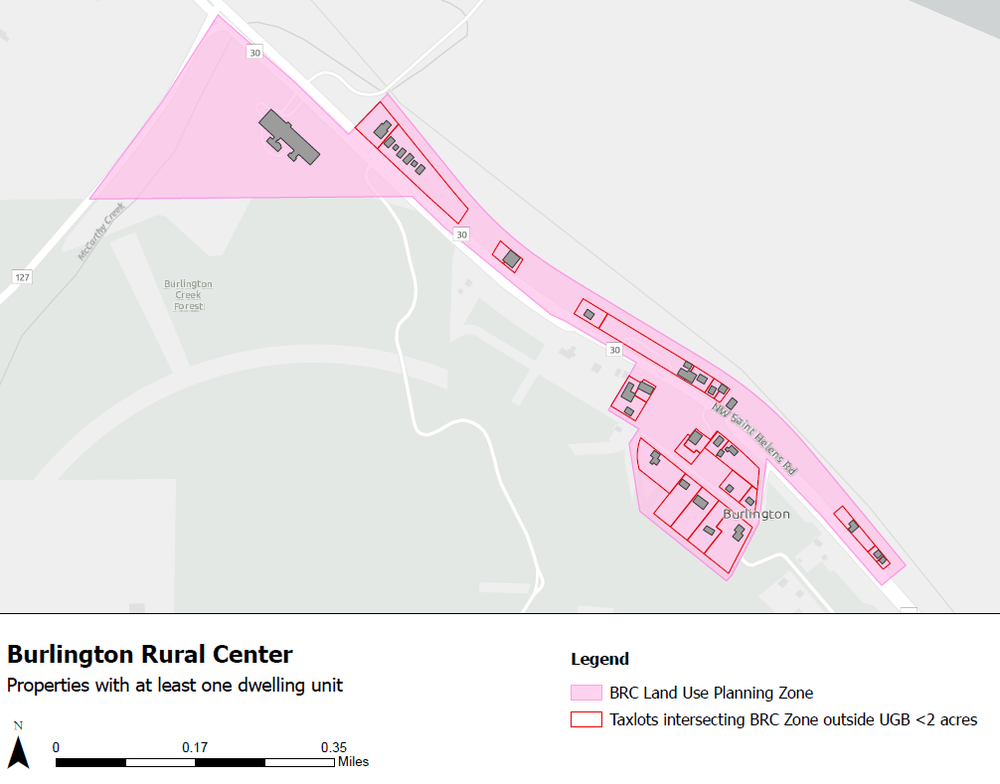 30
McCarthy Creek
30
127
Burlington
Creek
Forest
30
NW Saint Helens Rd
Burlington
Burlington Rural Center
Properties with at least one dwelling unit
N
0 0.17 0.35
Miles
Legend
BRC Land Use Planning Zone
Taxlots intersecting BRC Zone outside UGB <2 acres